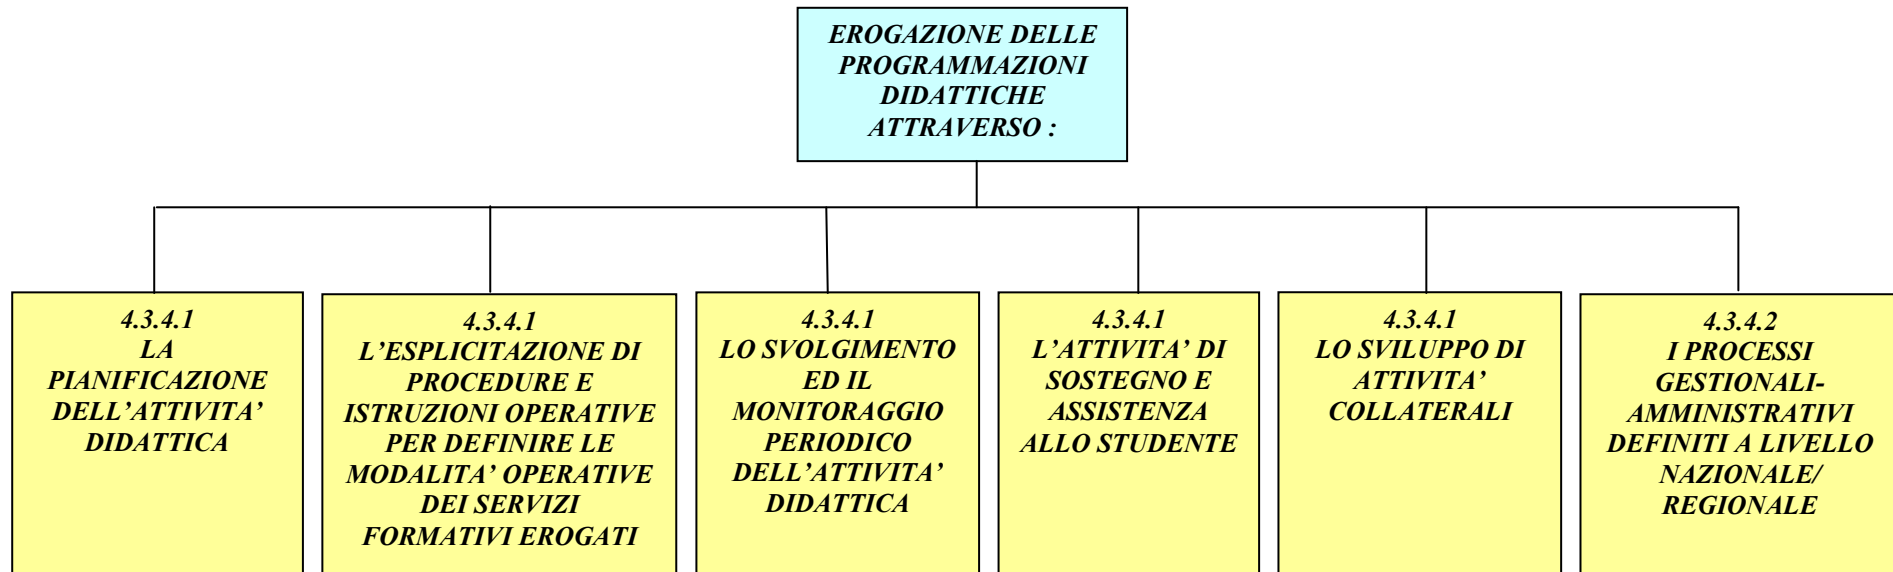 EROGAZIONE DELLE
PROGRAMMAZIONI
DIDATTICHE
ATTRAVERSO :
4.3.4.1
LA
PIANIFICAZIONE
DELL’ATTIVITA’
DIDATTICA
4.3.4.1
L’ESPLICITAZIONE DI
PROCEDURE E
ISTRUZIONI OPERATIVE
PER DEFINIRE LE
MODALITA’ OPERATIVE
DEI SERVIZI
FORMATIVI EROGATI
4.3.4.1
LO SVOLGIMENTO
ED IL
MONITORAGGIO
PERIODICO
DELL’ATTIVITA’
DIDATTICA
4.3.4.1
L’ATTIVITA’ DI
SOSTEGNO E
ASSISTENZA
ALLO STUDENTE
4.3.4.1
LO SVILUPPO DI
ATTIVITA’
COLLATERALI
4.3.4.2
I PROCESSI
GESTIONALI-
AMMINISTRATIVI
DEFINITI A LIVELLO
NAZIONALE/
REGIONALE